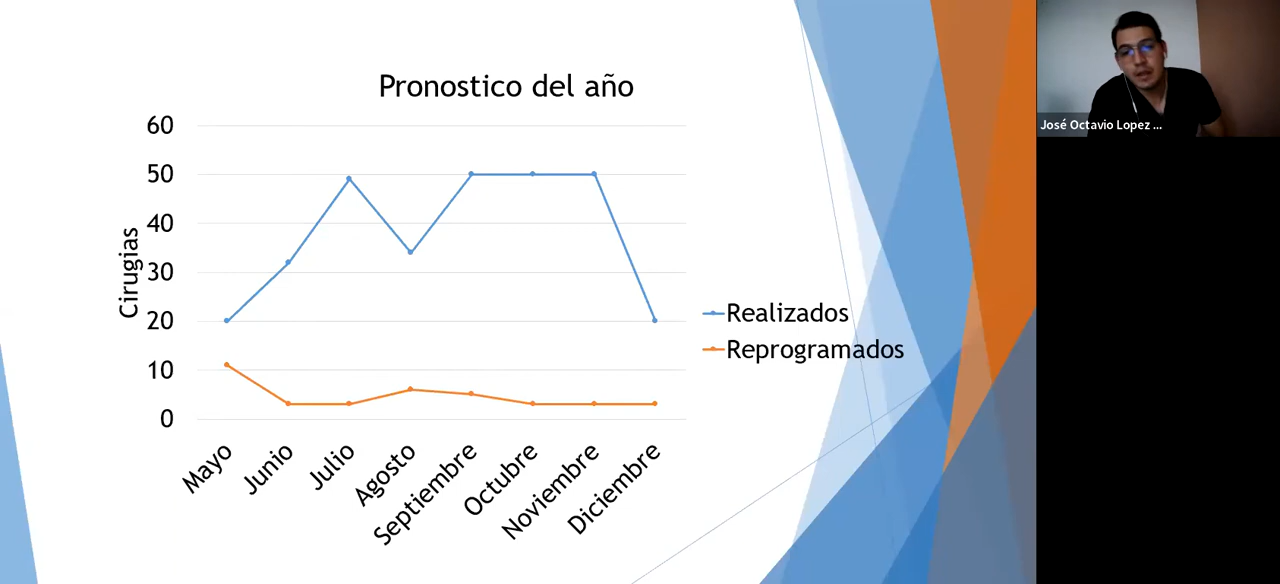 Pronostico del año
60
50
40
30
20
10
0
Cirugias
Mayo
Junio
Julio
Agosto
Septiembre
Octubre
Noviembre
Diciembre
Realizados
Reprogramados
José Octavio Lopez ...